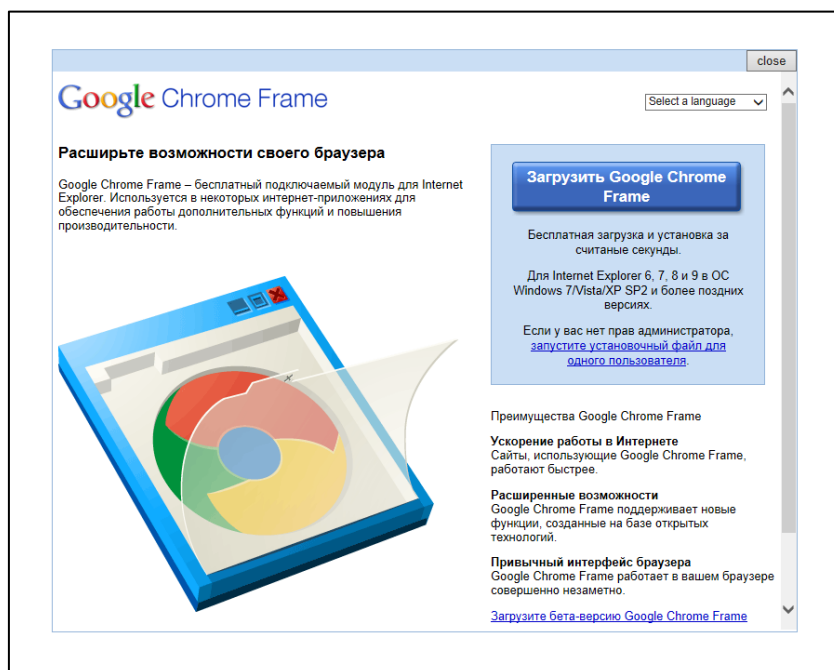 close
Google Chrome Frame
Select a language
Расширьте возможности своего браузера
Google Chrome Frame – бесплатный подключаемый модуль для Internet
Explorer. Используется в некоторых интернет-приложениях для
обеспечения работы дополнительных функций и повышения
производительности.
Загрузить Google Chrome
Frame
Бесплатная загрузка и установка за
считаные секунды.
Для Internet Explorer 6, 7, 8 и 9 в ОС
Windows 7/Vista/XP SP2 и более поздних
версиях.
Если у вас нет прав администратора,
запустите установочный файл для
одного пользователя.
Преимущества Google Chrome Frame
Ускорение работы в Интернете
Сайты, использующие Google Chrome Frame,
работают быстрее.
Расширенные возможности
Google Chrome Frame поддерживает новые
функции, созданные на базе открытых
технологий.
Привычный интерфейс браузера
Google Chrome Frame работает в вашем браузере
совершенно незаметно.
Загрузите бета-версию Google Chrome Frame